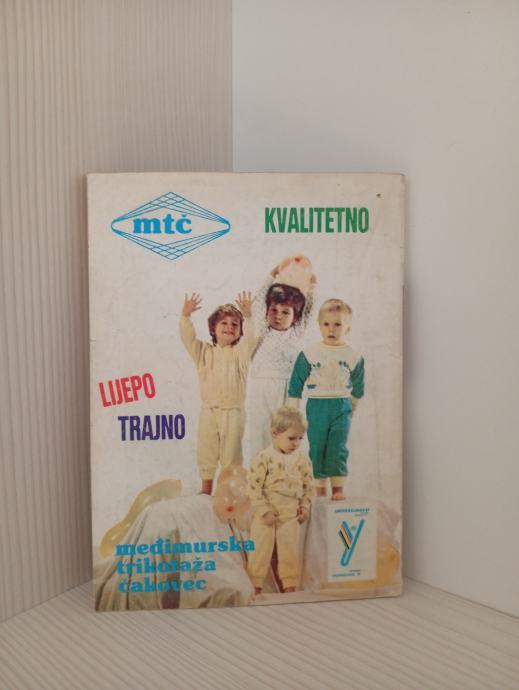 mtč
KVALITETNO
LIJEPO
TRAJNO
međimurska
trikotaža
čakovec